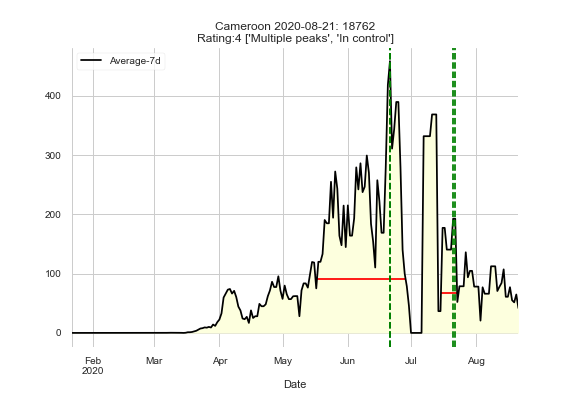 Cameroon 2020-08-21: 18762
Rating:4 ['Multiple peaks', 'In control']
Average-7d
400
300
200
100
0
Feb Mar Apr May Jun Jul Aug
2020
Date